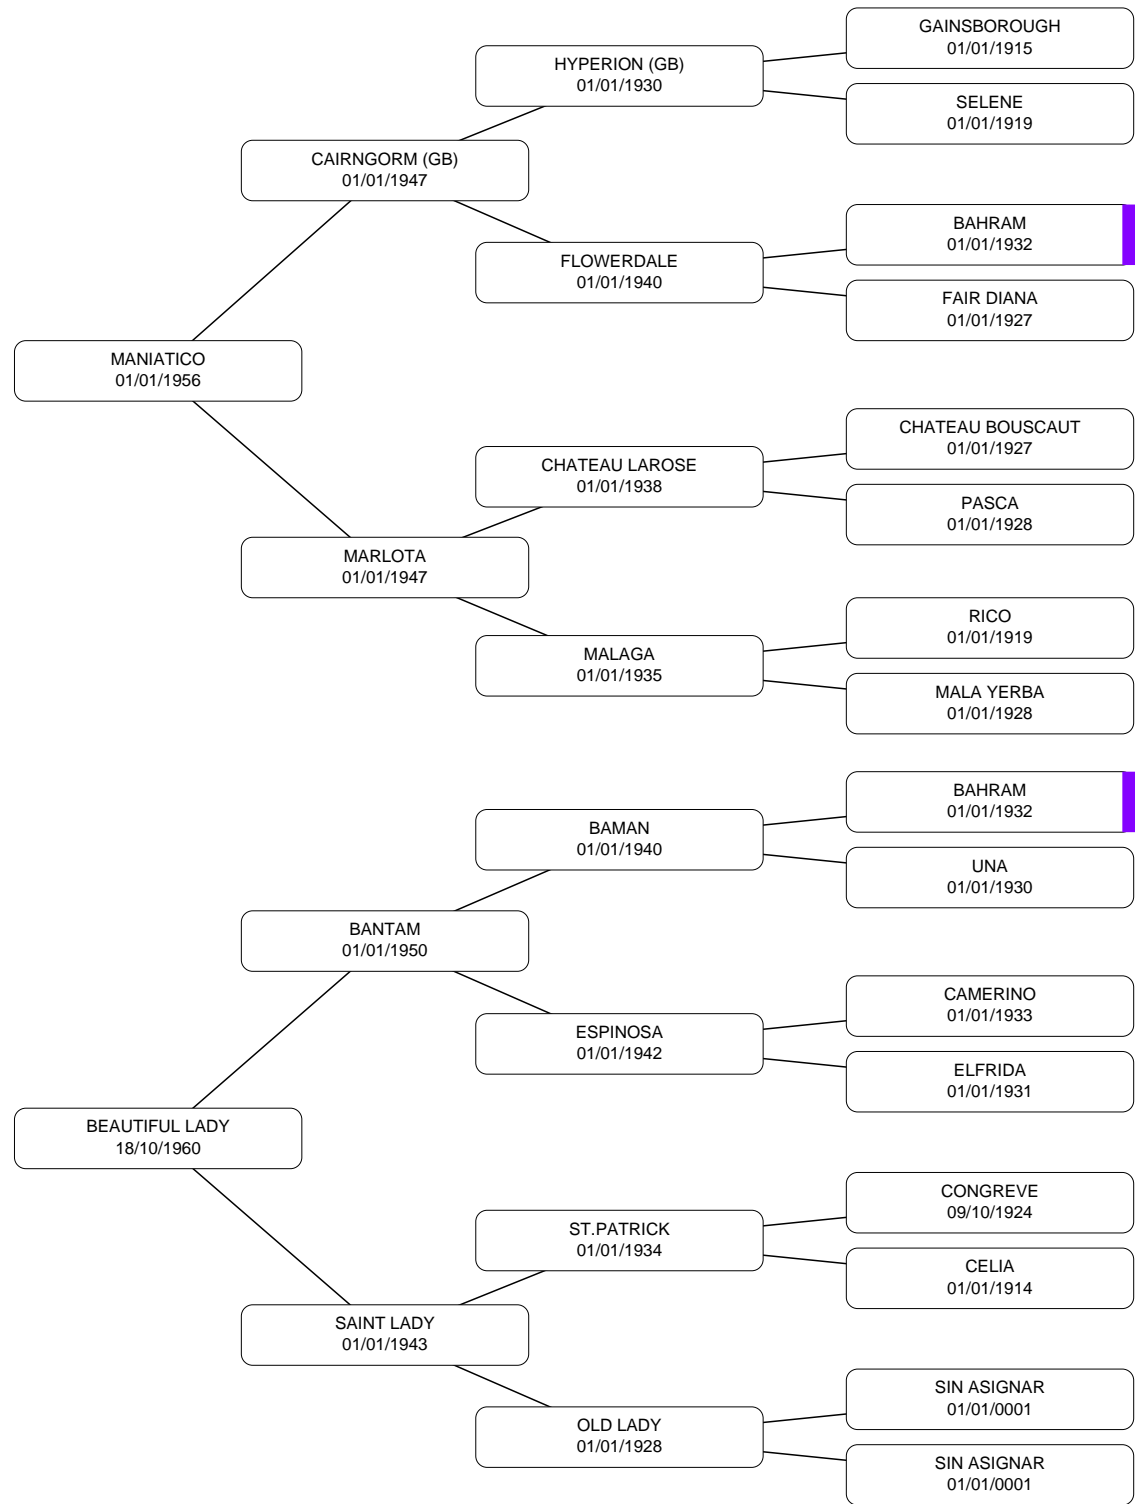 GAINSBOROUGH
01/01/1915
HYPERION (GB)
01/01/1930
SELENE
01/01/1919
CAIRNGORM (GB)
01/01/1947
BAHRAM
01/01/1932
FLOWERDALE
01/01/1940
FAIR DIANA
01/01/1927
MANIATICO
01/01/1956
CHATEAU BOUSCAUT
01/01/1927
CHATEAU LAROSE
01/01/1938
PASCA
01/01/1928
MARLOTA
01/01/1947
RICO
01/01/1919
MALAGA
01/01/1935
MALA YERBA
01/01/1928
BAHRAM
01/01/1932
BAMAN
01/01/1940
UNA
01/01/1930
BANTAM
01/01/1950
CAMERINO
01/01/1933
ESPINOSA
01/01/1942
ELFRIDA
01/01/1931
BEAUTIFUL LADY
18/10/1960
CONGREVE
09/10/1924
ST.PATRICK
01/01/1934
CELIA
01/01/1914
SAINT LADY
01/01/1943
SIN ASIGNAR
01/01/0001
OLD LADY
01/01/1928
SIN ASIGNAR
01/01/0001